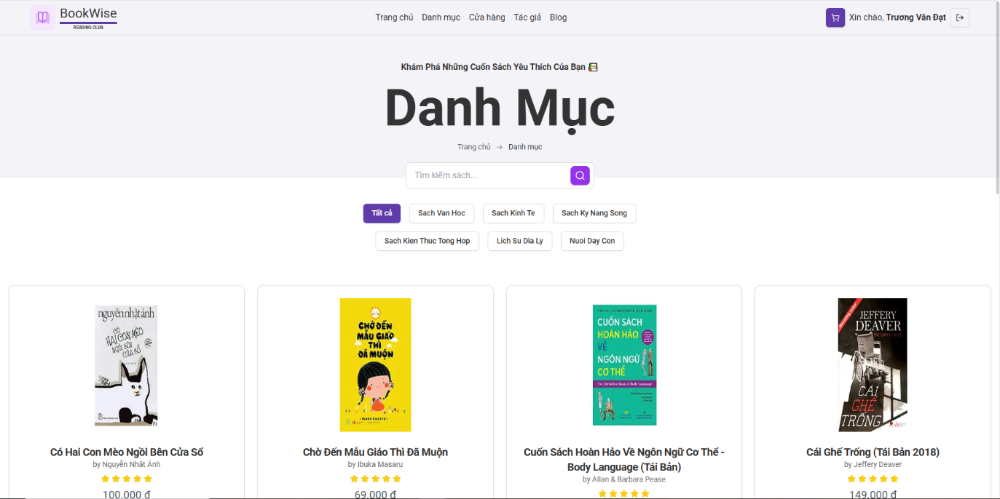 BookWise
READING CLUB
Trang chủ Danh mục Cửa hàng Tác giả Blog
Xin chào, Trương Văn Đạt
Khám Phá Những Cuốn Sách Yêu Thích Của Bạn
Danh Mục
Trang chủ → Danh mục
Tìm kiếm sách...
Tất cả Sach Van Hoc Sach Kinh Te Sach Ky Nang Song
Sach Kien Thuc Tong Hop Lich Su Dia Ly Nuoi Day Con
nguyễn nhật ánh
CÓ
HAI CON MÈO
NGỒI BÊN
CỬA SỔ
CHỜ ĐẾN
MẪU GIÁO
THÌ
ĐÃ MUỘN
Ibuka Masaru
CUỐN SÁCH
HOÀN HẢO
VỀ
NGÔN NGỮ
CƠ THỂ
The Definitive Book of Body Language
JEFFERY
DEAVER
CÁI
GHẾ
TRỐNG
Có Hai Con Mèo Ngồi Bên Cửa Sổ
by Nguyễn Nhật Ánh
100.000 đ
Chờ Đến Mẫu Giáo Thì Đã Muộn
by Ibuka Masaru
69.000 đ
Cuốn Sách Hoàn Hảo Về Ngôn Ngữ Cơ Thể -
Body Language (Tái Bản)
by Allan & Barbara Pease
Cái Ghế Trống (Tái Bản 2018)
by Jeffery Deaver
149.000 đ